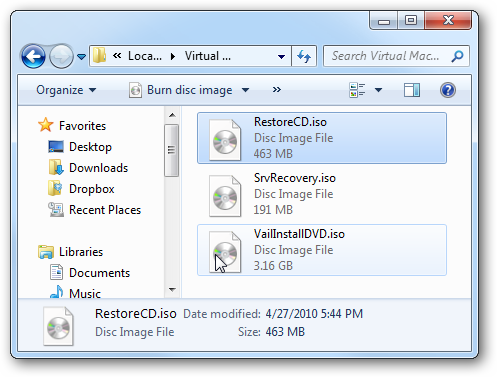 « Loca... ▸ Virtual ...
Search Virtual Mac...
Organize Burn disc image »
Favorites
Desktop
Downloads
Dropbox
Recent Places
Libraries
Documents
Music
RestoreCD.iso
Disc Image File
463 MB
SrvRecovery.iso
Disc Image File
191 MB
VailInstallDVD.iso
Disc Image File
3.16 GB
RestoreCD.iso Date modified: 4/27/2010 5:44 PM
Disc Image File Size: 463 MB